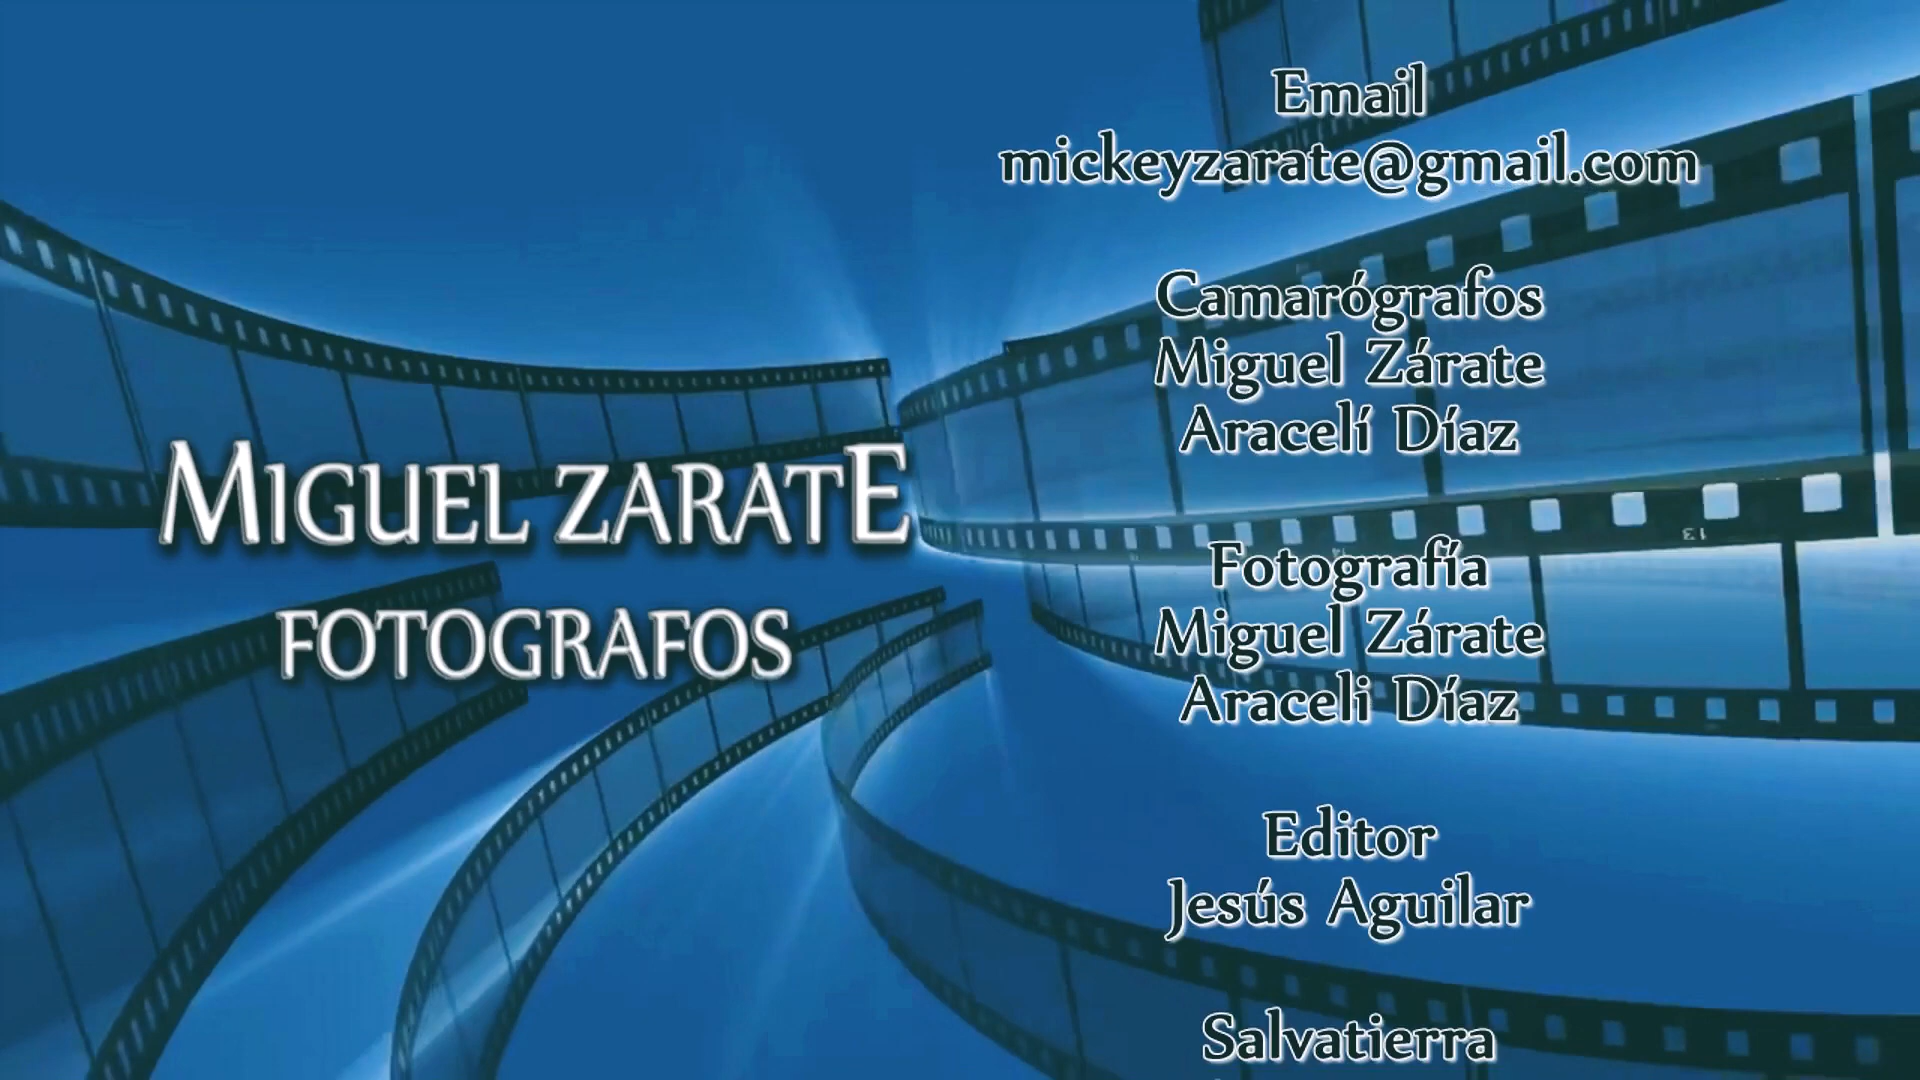 MIGUEL ZARATE
FOTOGRAFOS
Email
mickeyzarate@gmail.com
Camarógrafos
Miguel Zárate
Aracelí Díaz
Fotografía
Miguel Zárate
Araceli Díaz
Editor
Jesús Aguilar
Salvatierra
13